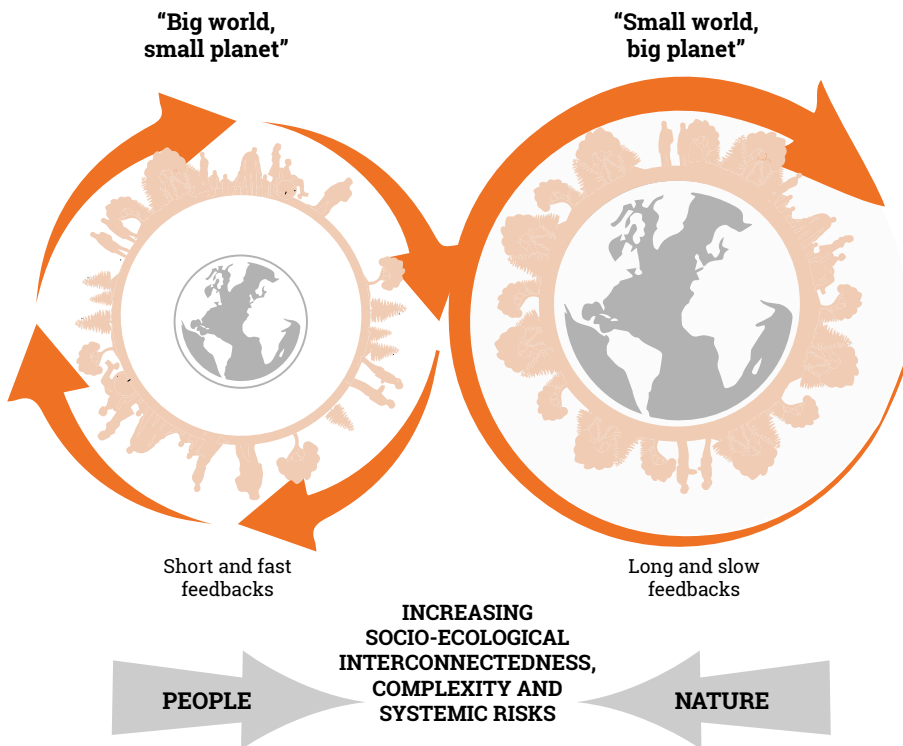 “Big world,
small planet”
“Small world,
big planet”
Short and fast
feedbacks
Long and slow
feedbacks
INCREASING
SOCIO-ECOLOGICAL
INTERCONNECTEDNESS,
COMPLEXITY AND
SYSTEMIC RISKS
PEOPLE
NATURE